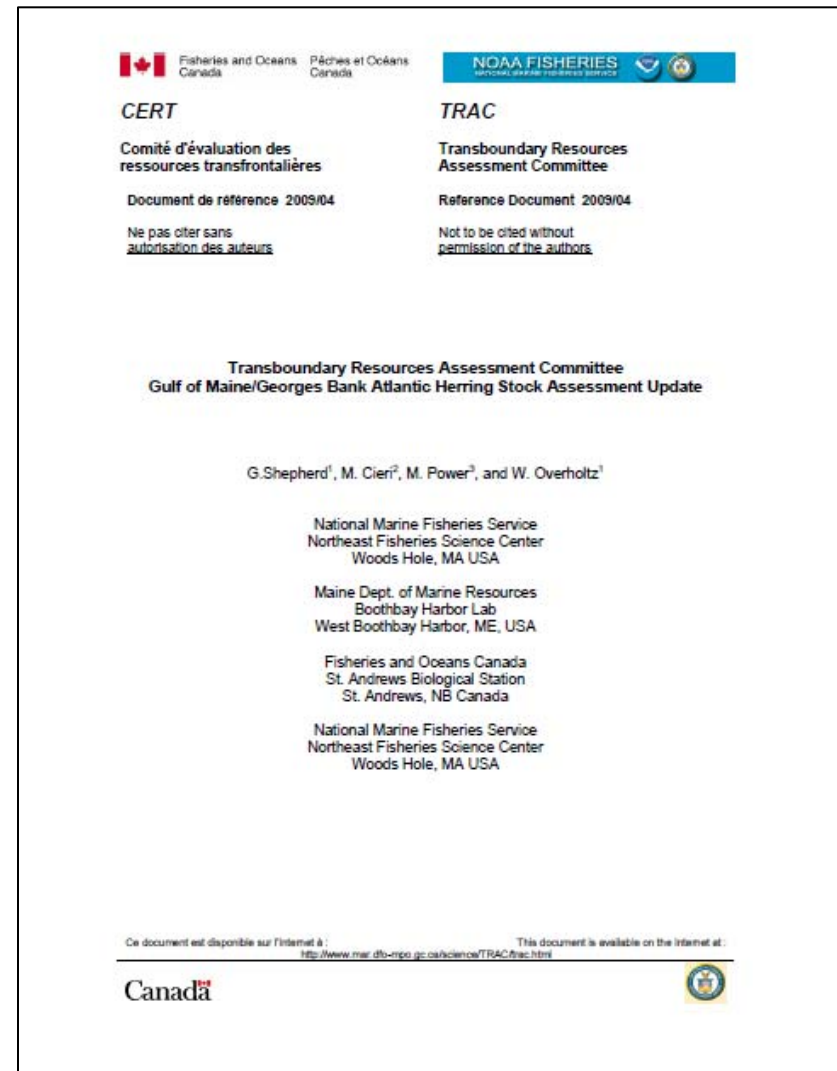 Fisheries and Oceans
Canada
Pêches et Océans
Canada
NOAA FISHERIES
NATIONAL MARINE FISHERIES SERVICE
CERT
Comité d'évaluation des
ressources transfrontalières
Document de référence 2009/04
Ne pas citer sans
autorisation des auteurs
TRAC
Transboundary Resources
Assessment Committee
Reference Document 2009/04
Not to be cited without
permission of the authors
Transboundary Resources Assessment Committee
Gulf of Maine/Georges Bank Atlantic Herring Stock Assessment Update
G.Shepherd¹, M. Cieri², M. Power³, and W. Overholtz¹
National Marine Fisheries Service
Northeast Fisheries Science Center
Woods Hole, MA USA
Maine Dept. of Marine Resources
Boothbay Harbor Lab
West Boothbay Harbor, ME, USA
Fisheries and Oceans Canada
St. Andrews Biological Station
St. Andrews, NB Canada
National Marine Fisheries Service
Northeast Fisheries Science Center
Woods Hole, MA USA
Ce document est disponible sur l'Internet à :
This document is available on the Internet at :
http://www.mar.dfo-mpo.gc.ca/science/TRAC/trac.html
Canada